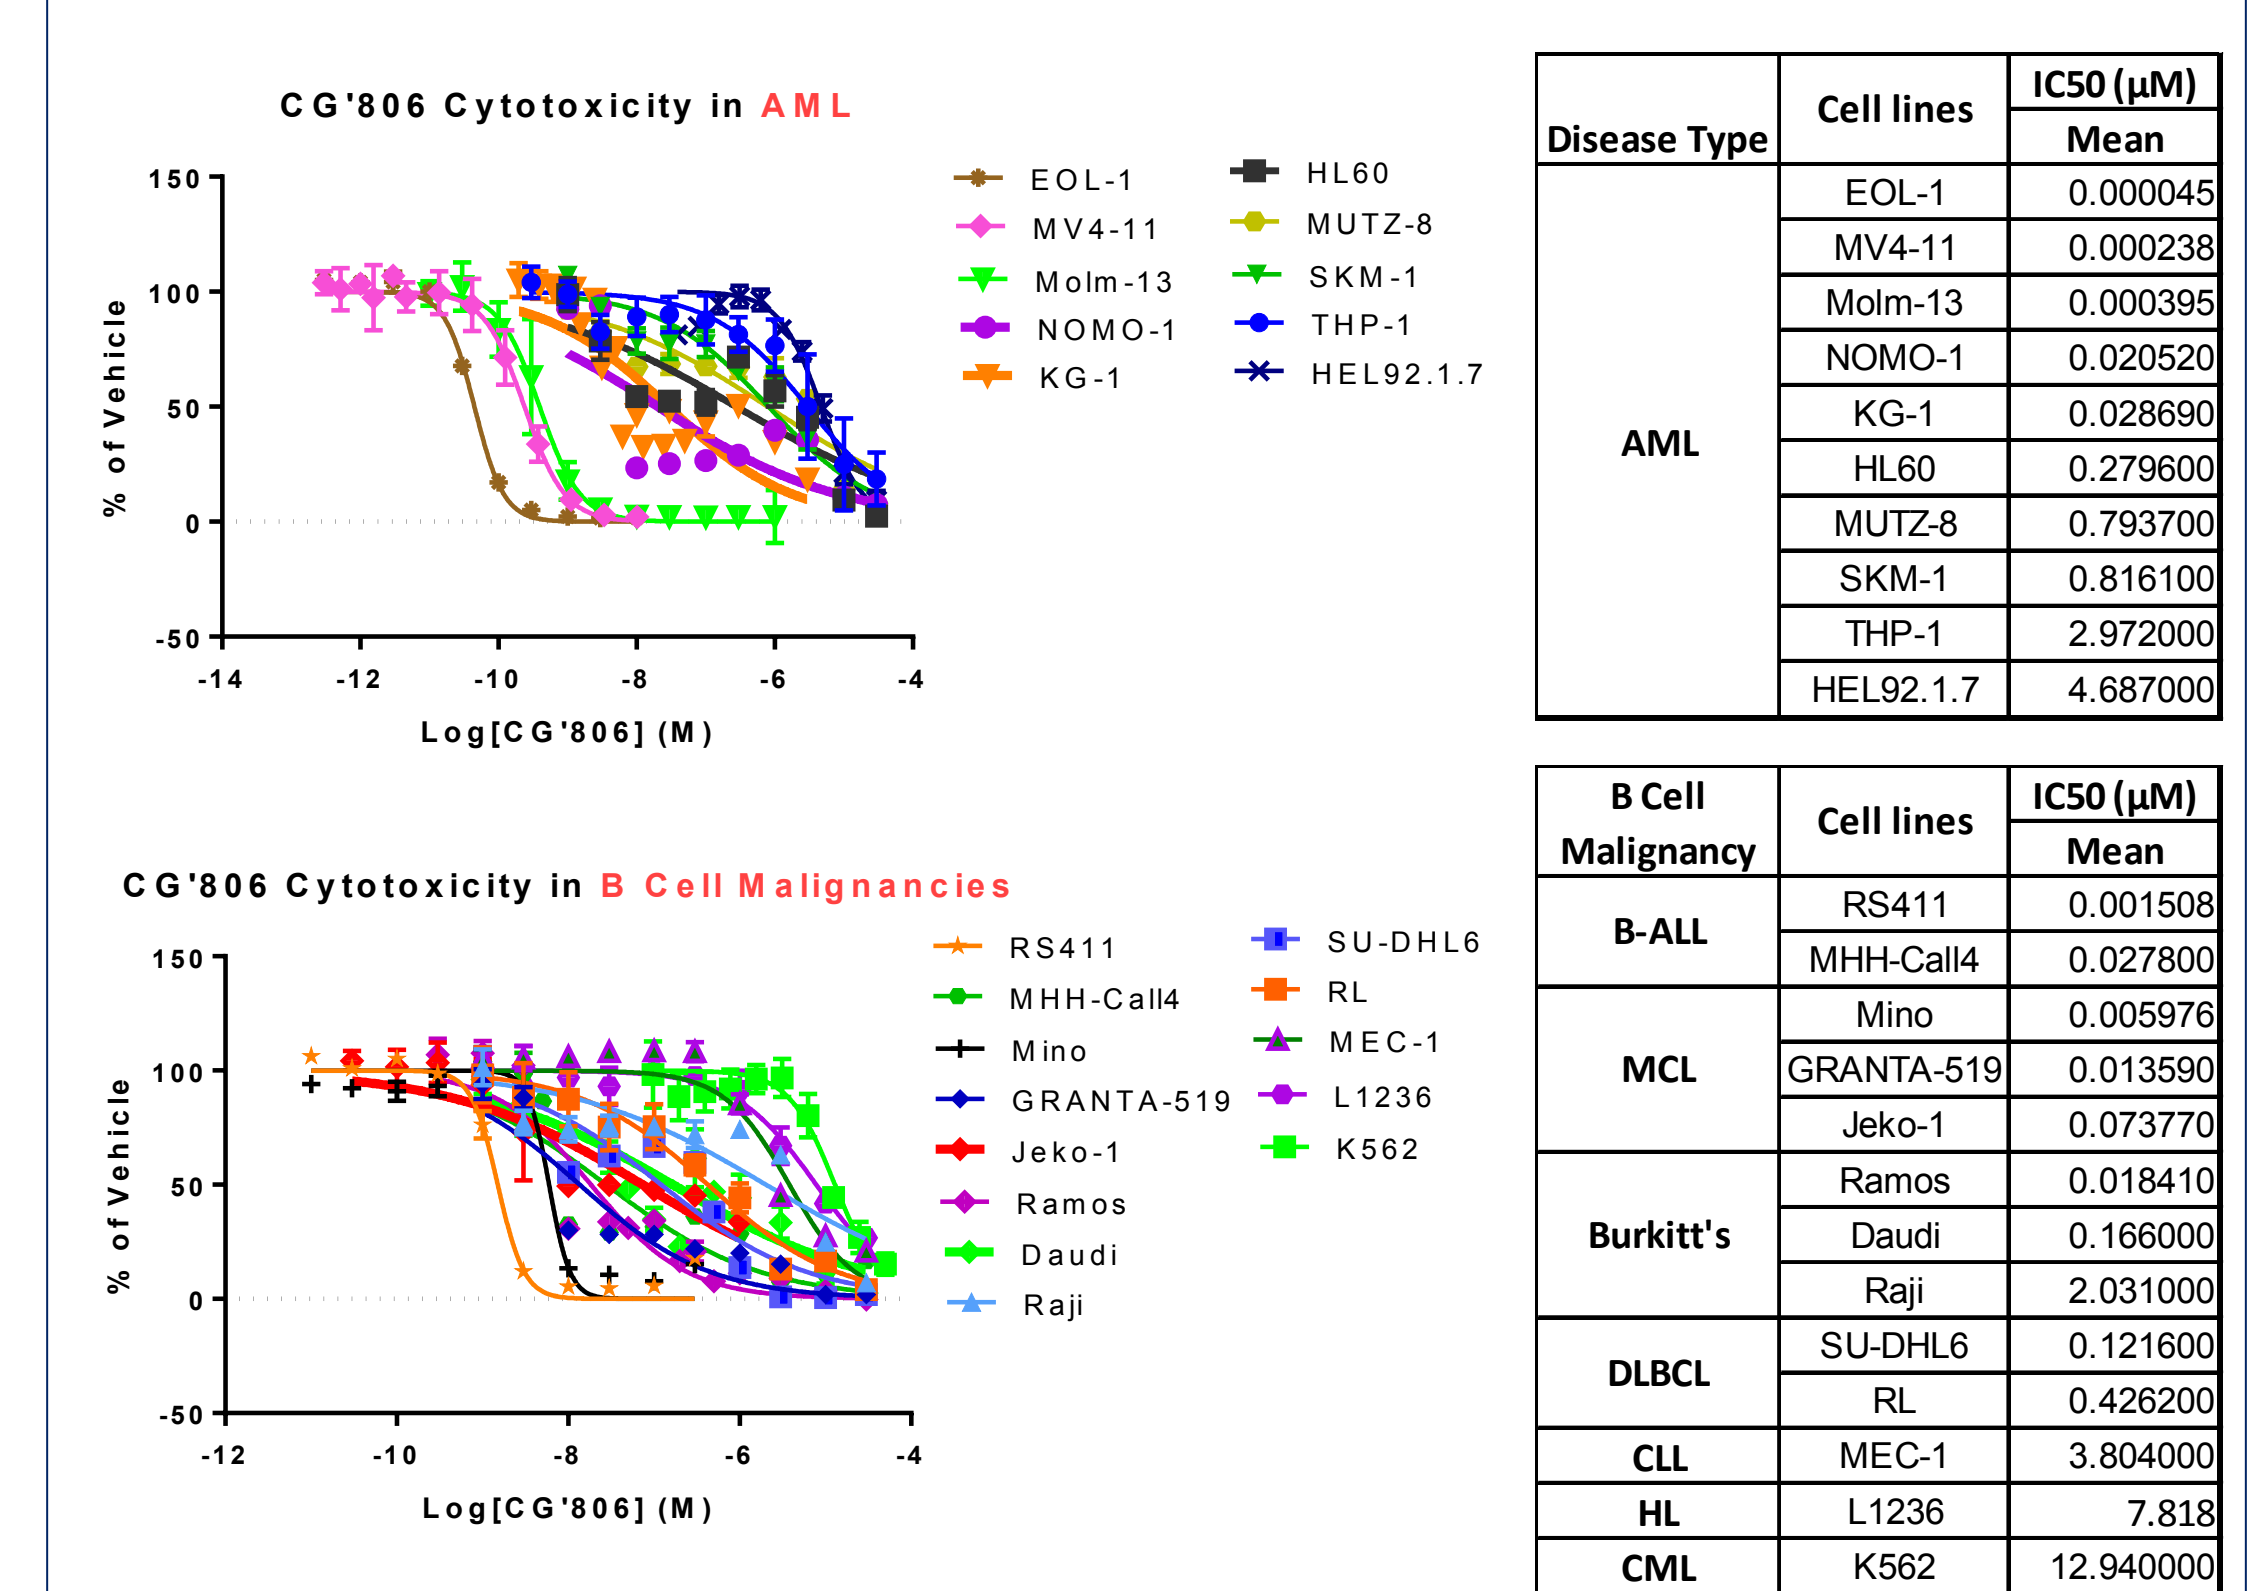 CG'806 Cytotoxicity in AML
150
100
50
0
-50
-14 -12 -10 -8 -6 -4
% of Vehicle
Log[CG'806] (M)
EOL-1
MV4-11
Molm-13
NOMO-1
KG-1
HL60
MUTZ-8
SKM-1
THP-1
HEL92.1.7
Disease Type Cell lines IC50 (µM)
Mean
AML
EOL-1 0.000045
MV4-11 0.000238
Molm-13 0.000395
NOMO-1 0.020520
KG-1 0.028690
HL60 0.279600
MUTZ-8 0.793700
SKM-1 0.816100
THP-1 2.972000
HEL92.1.7 4.687000
CG'806 Cytotoxicity in B Cell Malignancies
150
100
50
0
-50
-12 -10 -8 -6 -4
% of Vehicle
Log[CG'806] (M)
RS411
MHH-Call4
Mino
GRANTA-519
Jeko-1
Ramos
Daudi
Raji
SU-DHL6
RL
MEC-1
L1236
K562
B Cell
Malignancy
Cell lines
IC50 (µM)
Mean
B-ALL
RS411 0.001508
MHH-Call4 0.027800
MCL
Mino 0.005976
GRANTA-519 0.013590
Jeko-1 0.073770
Burkitt's
Ramos 0.018410
Daudi 0.166000
Raji 2.031000
DLBCL
SU-DHL6 0.121600
RL 0.426200
CLL MEC-1 3.804000
HL L1236 7.818
CML K562 12.940000